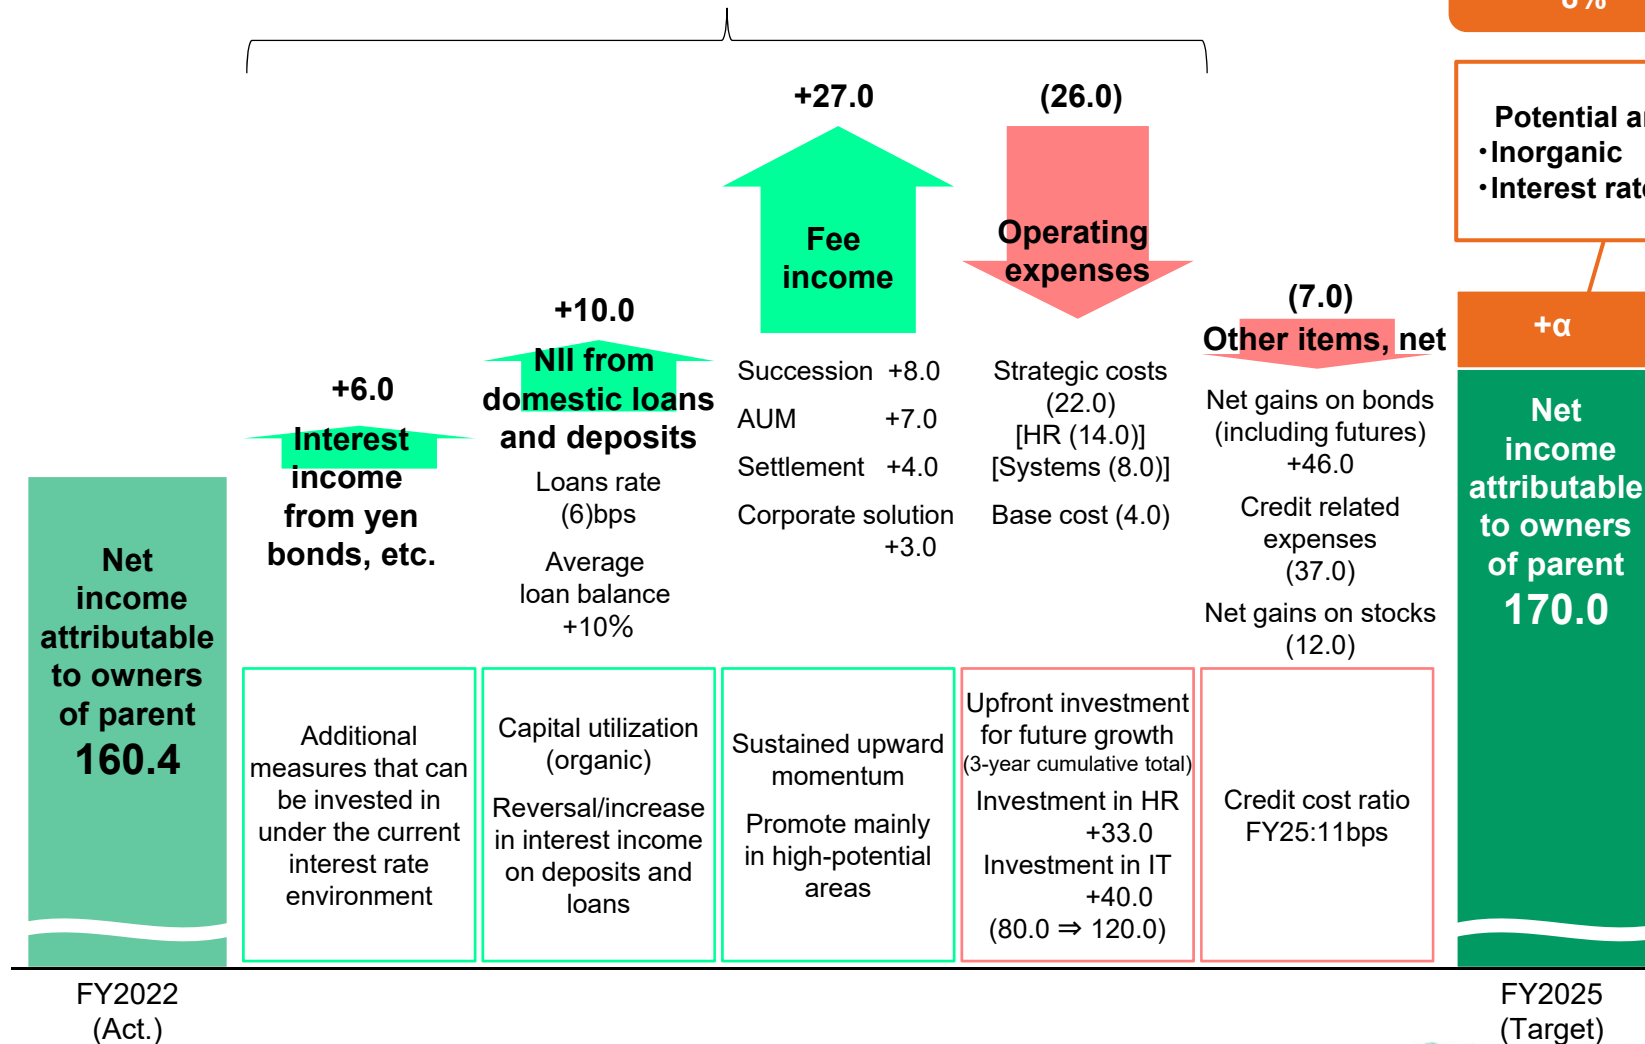 8%
Potential
・Inorganic
・Interest
+α
+27.0
(26.0)
Fee
income
Operating
expenses
+10.0
NII from
domestic loans
and deposits
(7.0)
Other items, net
+6.0
Interest
income
from yen
bonds, etc.
Loans rate
(6)bps
Average
loan balance
+10%
Succession +8.0
AUM +7.0
Settlement +4.0
Corporate solution
+3.0
Strategic costs
(22.0)
[HR (14.0)]
[Systems (8.0)]
Base cost (4.0)
Net gains on bonds
(including futures)
+46.0
Credit related
expenses
(37.0)
Net gains on stocks
(12.0)
Net
income
attributable
to owners
of parent
160.4
Net
income
attributable
to owners
of parent
170.0
Additional
measures that can
be invested in
under the current
interest rate
environment
Capital utilization
(organic)
Reversal/increase
in interest income
on deposits and
loans
Sustained upward
momentum
Promote mainly
in high-potential
areas
Upfront investment
for future growth
(3-year cumulative total)
Investment in HR
+33.0
Investment in IT
+40.0
(80.0 ⇒ 120.0)
Credit cost ratio
FY25:11bps
FY2022
(Act.)
FY2025
(Target)